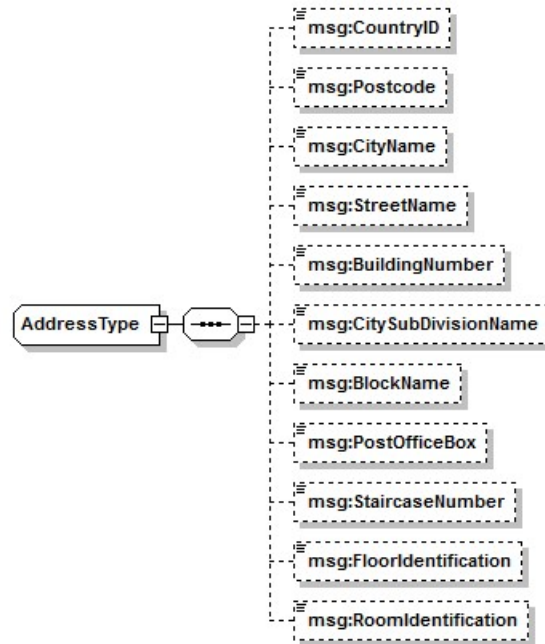 msg:CountryID
msg:Postcode
msg:CityName
msg:StreetName
msg:BuildingNumber
AddressType
msg:CitySubDivisionName
msg:BlockName
msg:PostOfficeBox
msg:StaircaseNumber
msg:FloorIdentification
msg:RoomIdentification